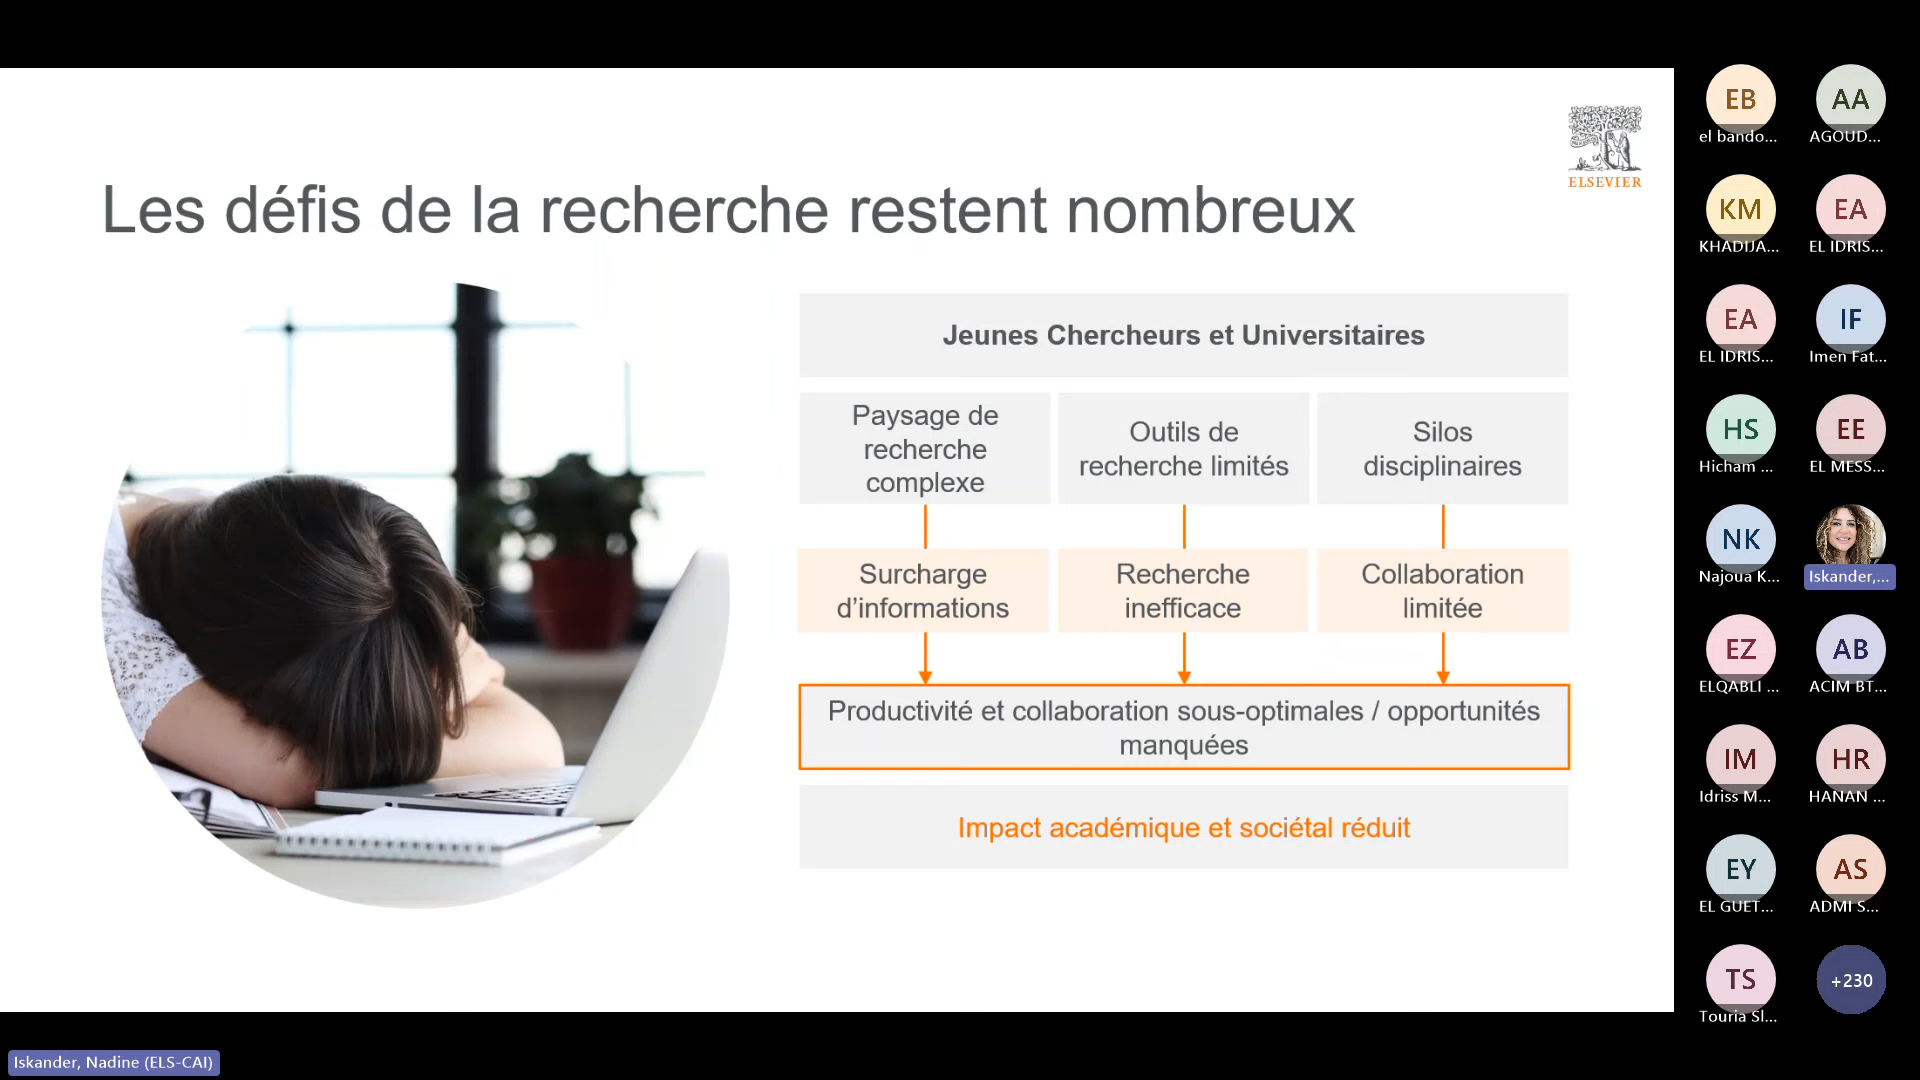 ELSEVIER
Les défis de la recherche restent nombreux
Jeunes Chercheurs et Universitaires
Paysage de
recherche
complexe
Outils de
recherche limités
Silos
disciplinaires
Surcharge
d’informations
Recherche
inefficace
Collaboration
limitée
Productivité et collaboration sous-optimales / opportunités
manquées
Impact académique et sociétal réduit
EB
el bando...
AA
AGOUD...
KM
KHADIJA...
EA
EL IDRIS...
EA
EL IDRIS...
IF
Imen Fat...
HS
Hicham ...
EE
EL MESS...
NK
Najoua K...
Iskander,...
EZ
ELQABLI ...
AB
ACIM BT...
IM
Idriss M...
HR
HANAN ...
EY
EL GUET...
AS
ADMI S...
TS
Touria Sl...
+230
Iskander, Nadine (ELS-CAI)